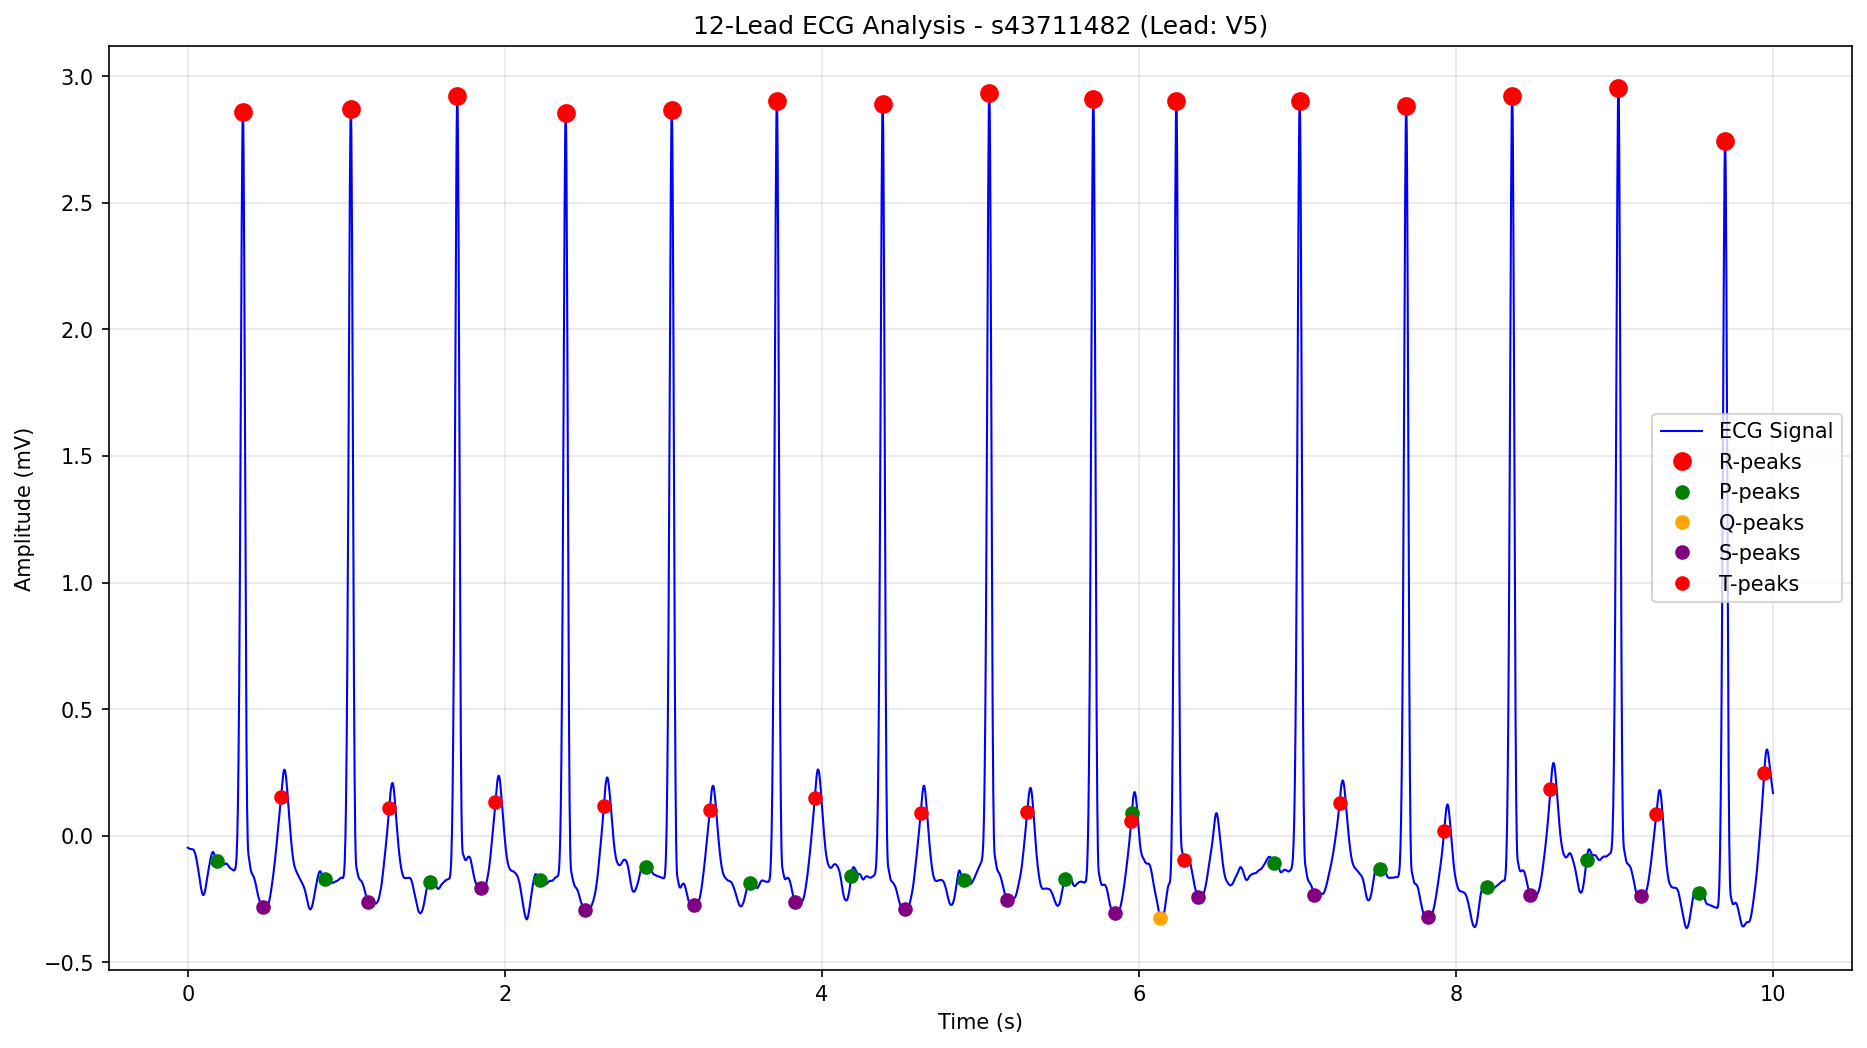 12-Lead ECG Analysis - s43711482 (Lead: V5)
3.0
2.5
2.0
1.5
1.0
0.5
0.0
−0.5
Amplitude (mV)
ECG Signal
R-peaks
P-peaks
Q-peaks
S-peaks
T-peaks
0 2 4 6 8 10
Time (s)